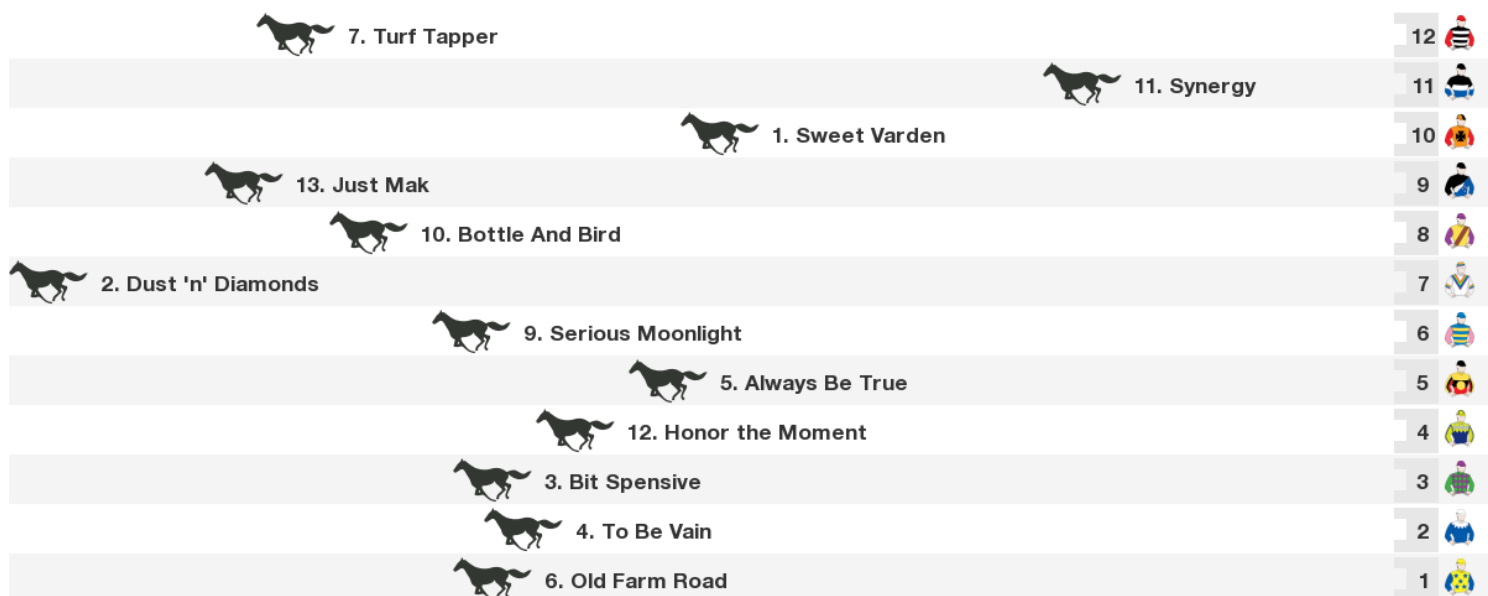 7. Turf Tapper 12
11. Synergy 11
1. Sweet Varden 10
13. Just Mak 9
10. Bottle And Bird 8
2. Dust 'n' Diamonds 7
9. Serious Moonlight 6
5. Always Be True 5
12. Honor the Moment 4
3. Bit Spensive 3
4. To Be Vain 2
6. Old Farm Road 1